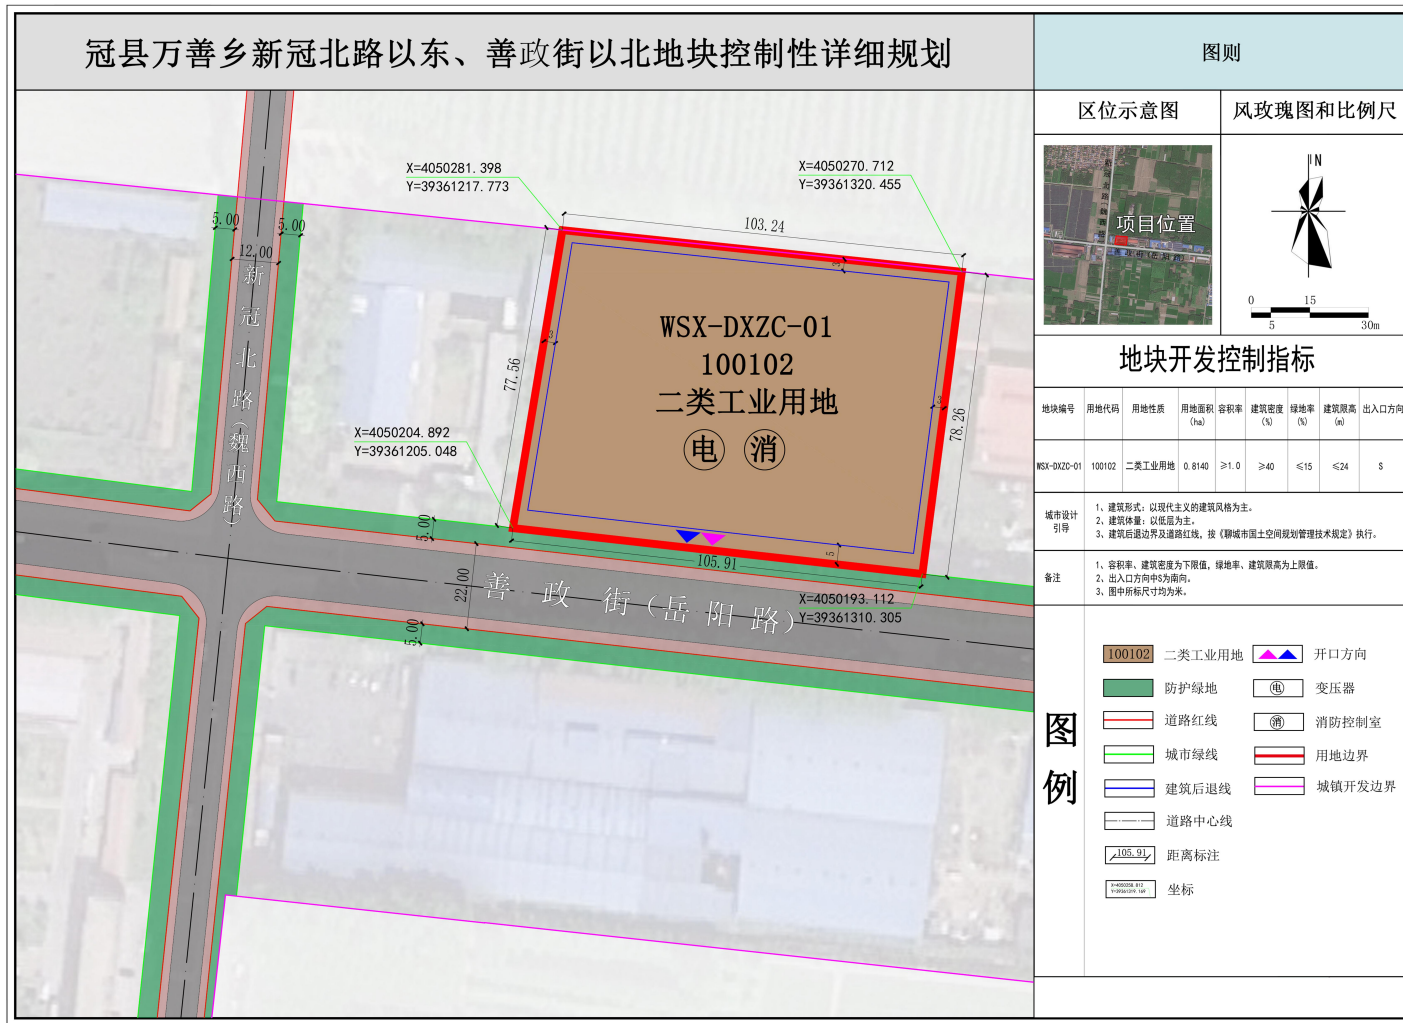 冠县万善乡新冠北路以东、善政街以北地块控制性详细规划
图则
区位示意图
风玫瑰图和比例尺
项目位置
N
0 15
5 30m
X=4050281.398
Y=39361217.773
X=4050270.712
Y=39361320.455
103.24
5.00
5.00
12.00
新冠北路(魏西路)
3
WSX-DXZC-01
100102
二类工业用地
电 消
77.56
3
3
78.26
X=4050204.892
Y=39361205.048
5.00
5
105.91
22.00
善政街(岳阳路)
X=4050193.112
Y=39361310.305
5.00
地块开发控制指标
地块编号 用地代码 用地性质 用地面积(ha) 容积率 建筑密度(%) 绿地率(%) 建筑限高(m) 出入口方向
WSX-DXZC-01 100102 二类工业用地 0.8140 ≥1.0 ≥40 ≤15 ≤24 S
城市设计引导
1、建筑形式：以现代主义的建筑风格为主。
2、建筑体量：以低层为主。
3、建筑后退边界及道路红线，按《聊城市国土空间规划管理技术规定》执行。
备注
1、容积率、建筑密度为下限值，绿地率、建筑限高为上限值。
2、出入口方向中S为南向。
3、图中所标尺寸均为米。
图例
100102 二类工业用地
开口方向
防护绿地
电 变压器
道路红线
消 消防控制室
城市绿线
用地边界
建筑后退线
城镇开发边界
道路中心线
105.91 距离标注
坐标